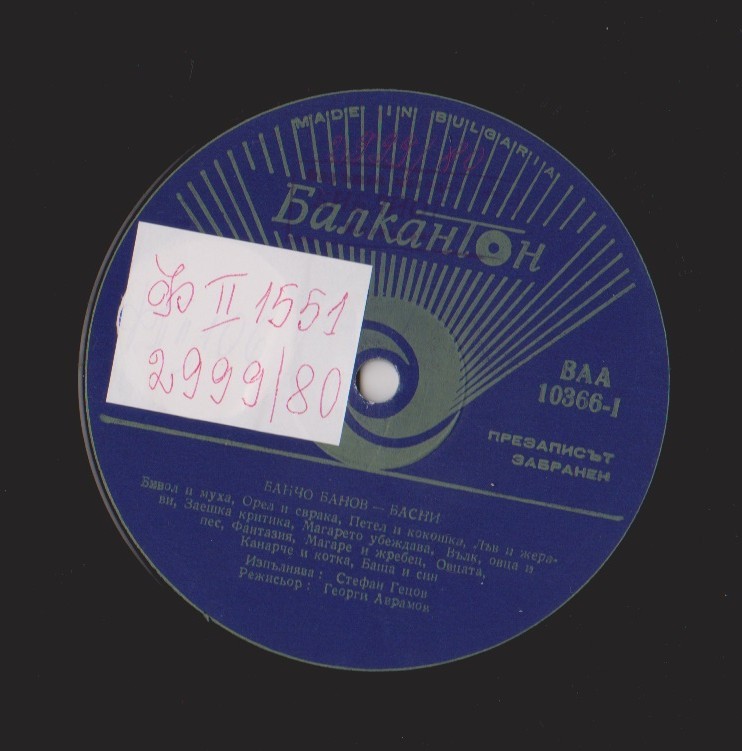 MADE IN BULGARIA
2999/80
Балкантон
Ф II 1551
2999/80
ВАА
10366-I
ПРЕЗАПИСЪТ
ЗАБРАНЕН
БАНЧО БАНОВ — БАСНИ
Бивол и муха, Орел и сврака, Петел и кокошка, Лъв и жера-
ви, Заешка критика, Магарето убеждава, Вълк, овца и
пес, Фантазия, Магаре и жребец, Овцата,
Канарче и котка, Баща и син
Изпълнява: Стефан Гецов
Режисьор: Георги Аврамов